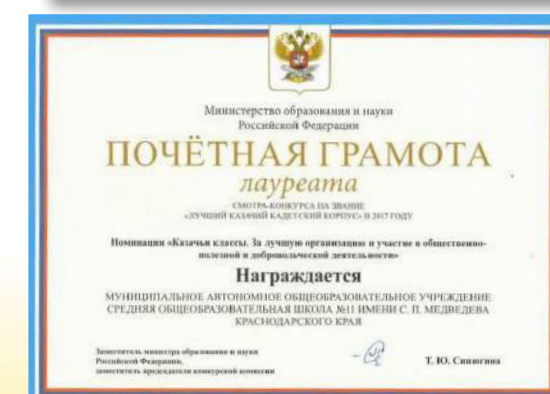 Министерство образования и науки
Российской Федерации
ПОЧЁТНАЯ ГРАМОТА
лауреата
СМОТРА-КОНКУРСА НА ЗВАНИЕ
«ЛУЧШИЙ КАЗАЧИЙ КАДЕТСКИЙ КОРПУС» В 2017 ГОДУ
Номинации «Казачьи классы. За лучшую организацию и участие в общественно-
полезной и добровольческой деятельности»
Награждается
МУНИЦИПАЛЬНОЕ АВТОНОМНОЕ ОБЩЕОБРАЗОВАТЕЛЬНОЕ УЧРЕЖДЕНИЕ
СРЕДНЯЯ ОБЩЕОБРАЗОВАТЕЛЬНАЯ ШКОЛА №11 ИМЕНИ С. П. МЕДВЕДЕВА
КРАСНОДАРСКОГО КРАЯ
Заместитель министра образования и науки
Российской Федерации,
заместитель председателя конкурсной комиссии
Т. Ю. Синюгина